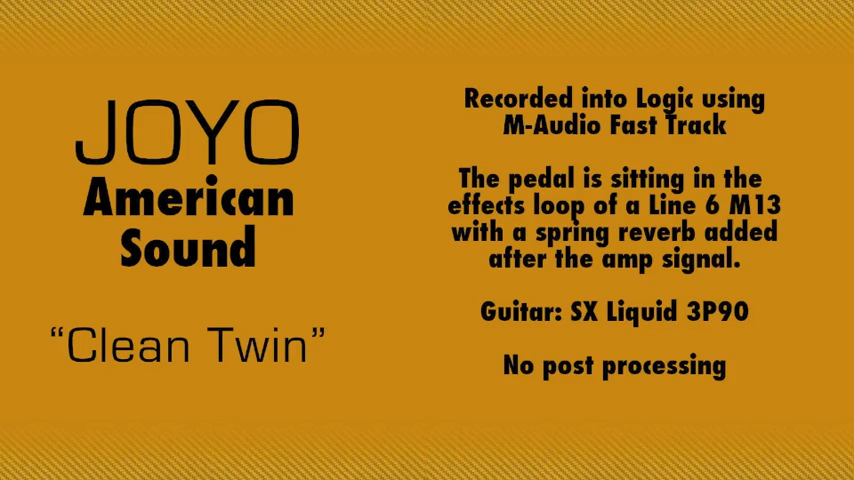 JOYO
American
Sound
“Clean Twin”
Recorded into Logic using
M-Audio Fast Track
The pedal is sitting in the
effects loop of a Line 6 M13
with a spring reverb added
after the amp signal.
Guitar: SX Liquid 3P90
No post processing